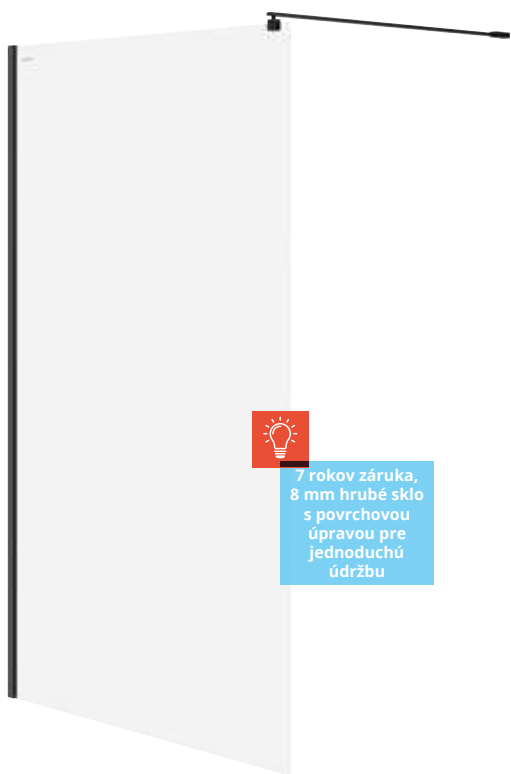 7 rokov záruka,
8 mm hrubé sklo
s povrchovou
úpravou pre
jednoduchú
údržbu